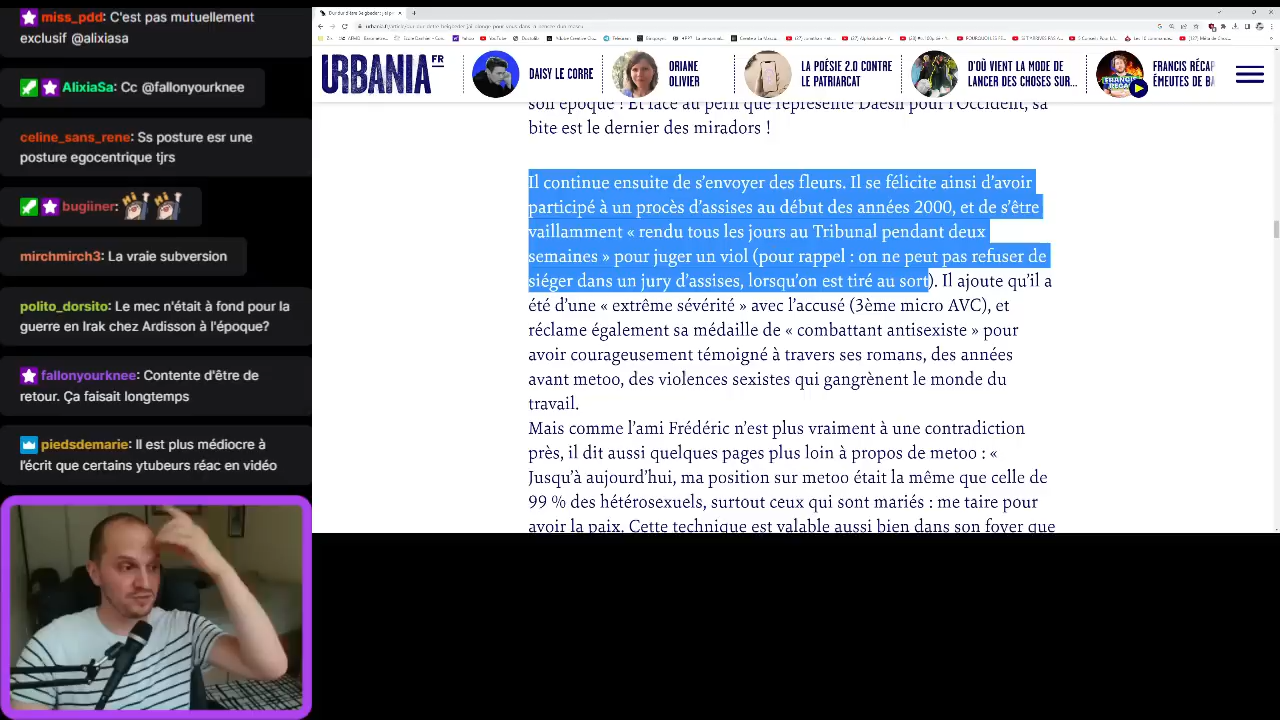 miss_pdd: C'est pas mutuellement
exclusif @alixiasa
AlixiaSa: Cc @fallonyourknee
celine_sans_rene: Ss posture esr une
posture egocentrique tjrs
bugiiner:
mirchmirch3: La vraie subversion
polito_dorsito: Le mec n'était à fond pour la
guerre en Irak chez Ardisson à l'époque?
fallonyourknee: Contente d'être de
retour. Ça faisait longtemps
piedsdemarie: Il est plus médiocre à
l'écrit que certains ytubeurs réac en vidéo
URBANIA FR
DAISY LE CORRE
ORIANE
OLIVIER
LA POÉSIE 2.0 CONTRE
LE PATRIARCAT
D'OÙ VIENT LA MODE DE
LANCER DES CHOSES SUR...
FRANCIS RÉCAP
ÉMEUTES DE BA
son époque ! Et face au péril que représente Daesh pour l'Occident, sa
bite est le dernier des miradors !
Il continue ensuite de s'envoyer des fleurs. Il se félicite ainsi d'avoir
participé à un procès d'assises au début des années 2000, et de s'être
vaillamment « rendu tous les jours au Tribunal pendant deux
semaines » pour juger un viol (pour rappel : on ne peut pas refuser de
siéger dans un jury d'assises, lorsqu'on est tiré au sort). Il ajoute qu'il a
été d'une « extrême sévérité » avec l'accusé (3ème micro AVC), et
réclame également sa médaille de « combattant antisexiste » pour
avoir courageusement témoigné à travers ses romans, des années
avant metoo, des violences sexistes qui gangrènent le monde du
travail.
Mais comme l'ami Frédéric n'est plus vraiment à une contradiction
près, il dit aussi quelques pages plus loin à propos de metoo : «
Jusqu'à aujourd'hui, ma position sur metoo était la même que celle de
99 % des hétérosexuels, surtout ceux qui sont mariés : me taire pour
avoir la paix. Cette technique est valable aussi bien dans son foyer que